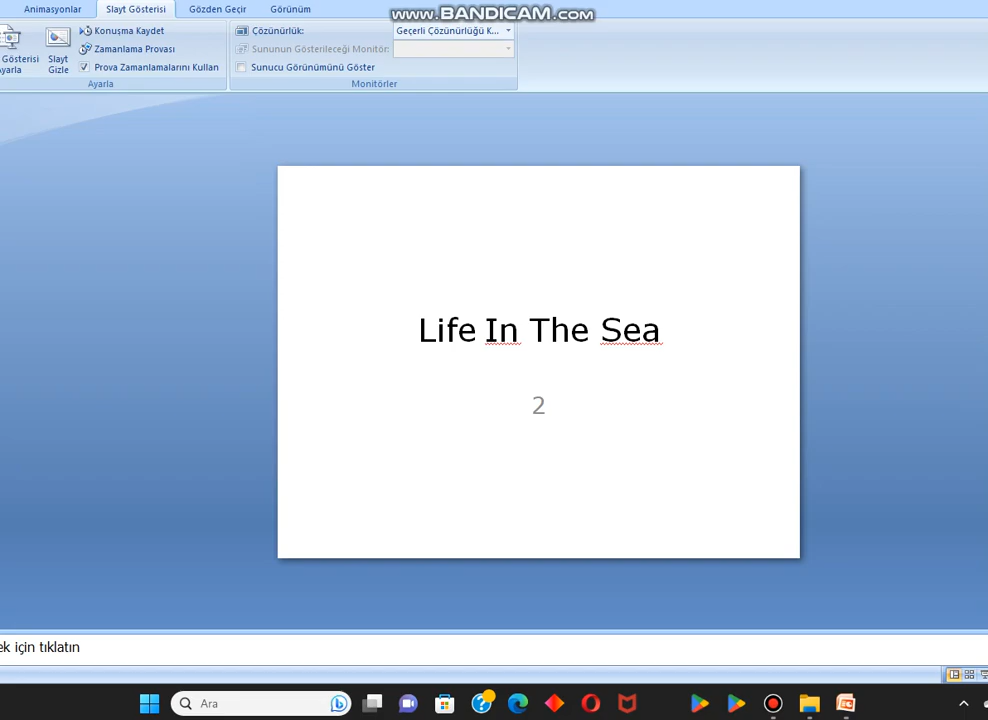 Animasyonlar Slayt Gösterisi Gözden Geçir Görünüm
www.BANDICAM.com
Gösterisi
Ayarla
Slayt
Gizle
Konuşma Kaydet
Zamanlama Provası
Prova Zamanlamalarını Kullan
Ayarla
Çözünürlük: Geçerli Çözünürlüğü K...
Sununun Gösterileceği Monitör:
Sunucu Görünümünü Göster
Monitörler
Life In The Sea
2
ek için tıklatın
Ara